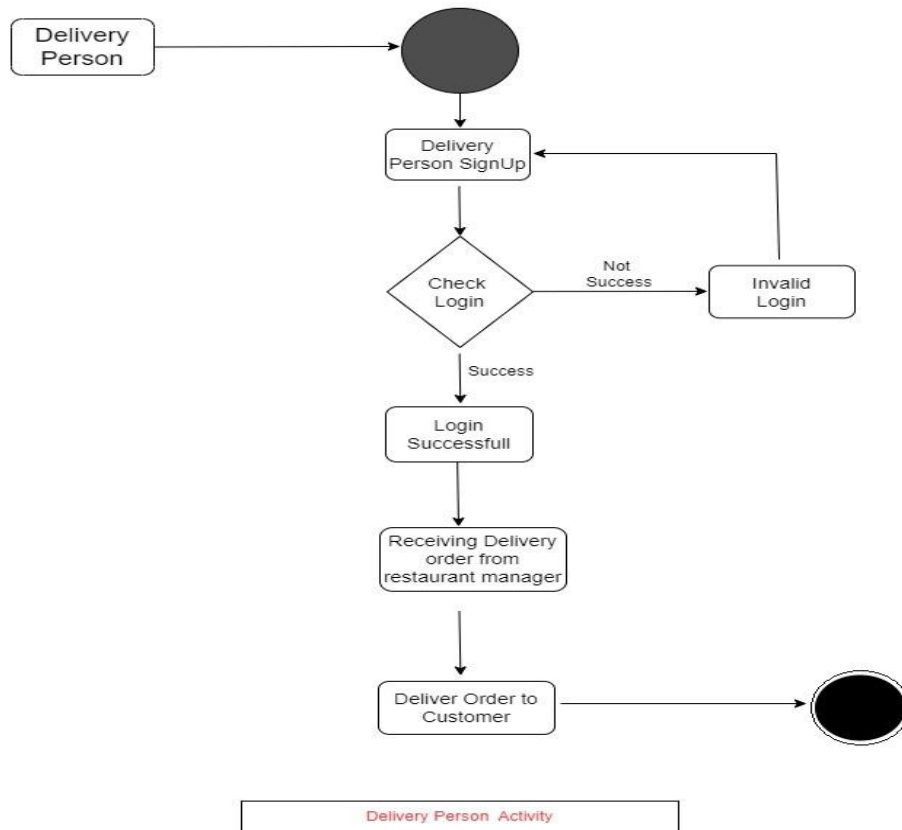 Delivery
Person
Delivery
Person SignUp
Check
Login
Not
Success
Invalid
Login
Success
Login
Successfull
Receiving Delivery
order from
restaurant manager
Deliver Order to
Customer
Delivery Person Activity